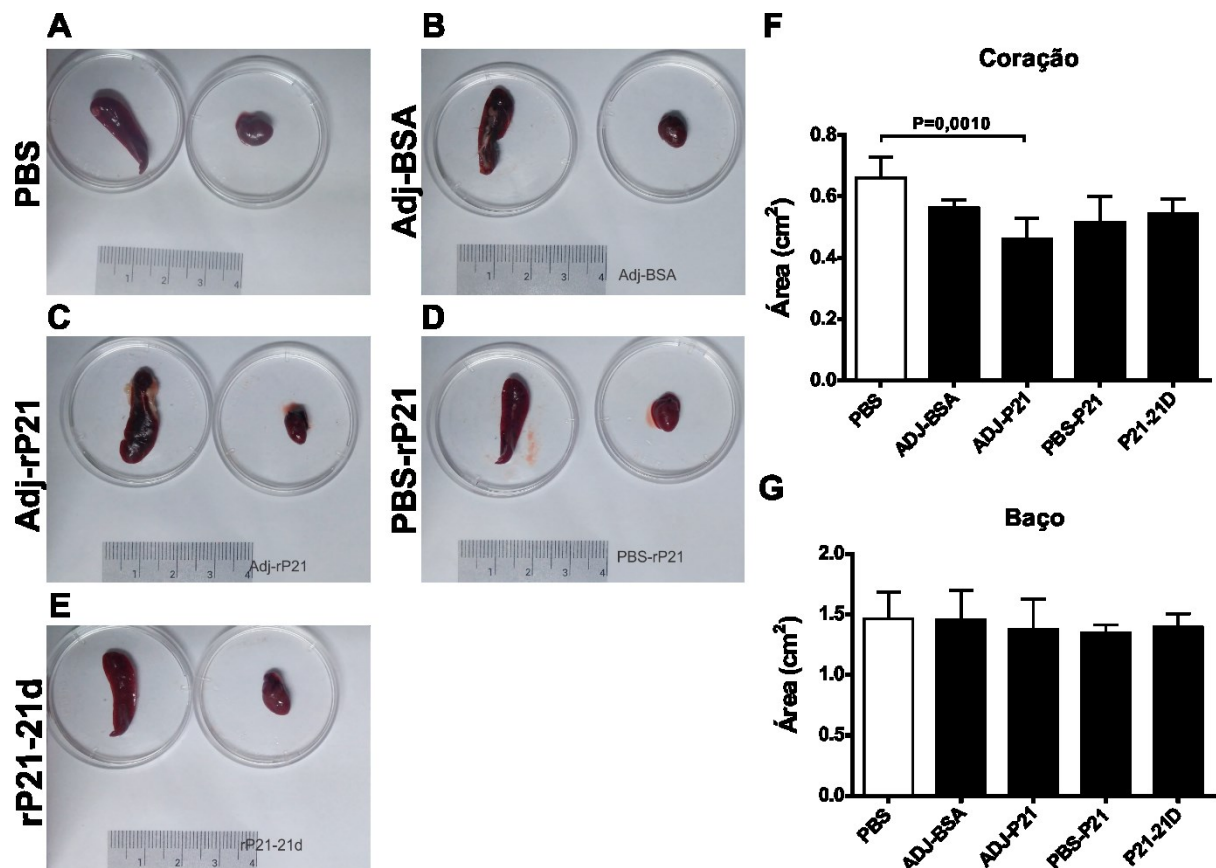 A
PBS
1 2 3 4
B
Adj-BSA
1 2 3 4
Adj-BSA
C
Adj-rP21
1 2 3 4
Adj-rP21
D
PBS-rP21
1 2 3 4
PBS-rP21
E
rP21-21d
1 2 3 4
rP21-21d
F
Coração
P=0,0010
Área (cm²)
0.8
0.6
0.4
0.2
0.0
PBS
ADJ-BSA
ADJ-P21
PBS-P21
P21-21D
G
Baço
Área (cm²)
2.0
1.5
1.0
0.5
0.0
PBS
ADJ-BSA
ADJ-P21
PBS-P21
P21-21D